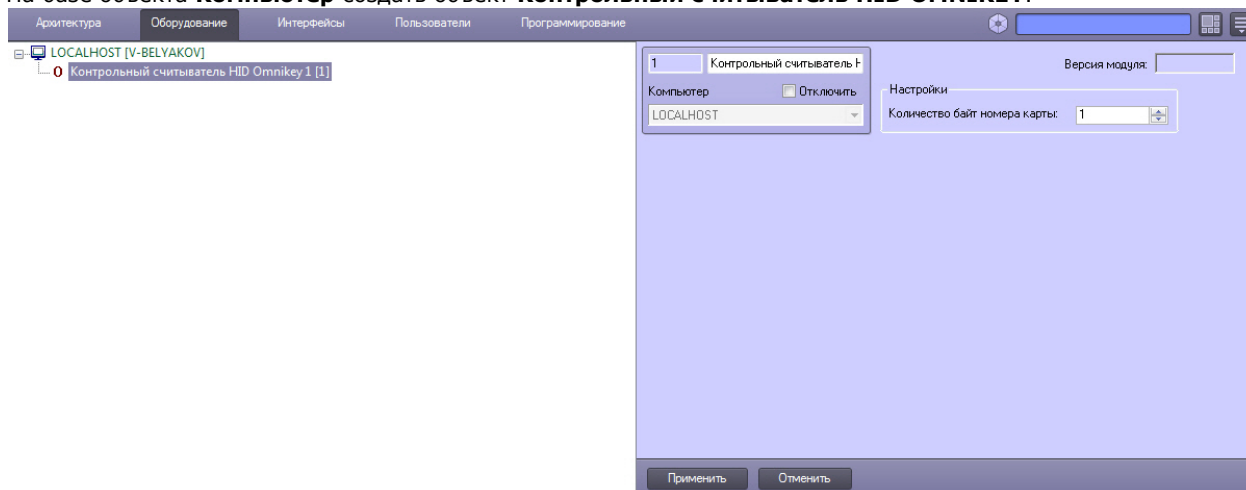 На базе объекта Компьютер создать объект Контрольный считыватель HID OMNIKEY.
Архитектура Оборудование Интерфейсы Пользователи Программирование
LOCALHOST [V-BELYAKOV]
Контрольный считыватель HID Omnikey 1 [1]
1 Контрольный считыватель H
Версия модуля:
Компьютер Отключить
Настройки
LOCALHOST
Количество байт номера карты: 1
Применить Отменить